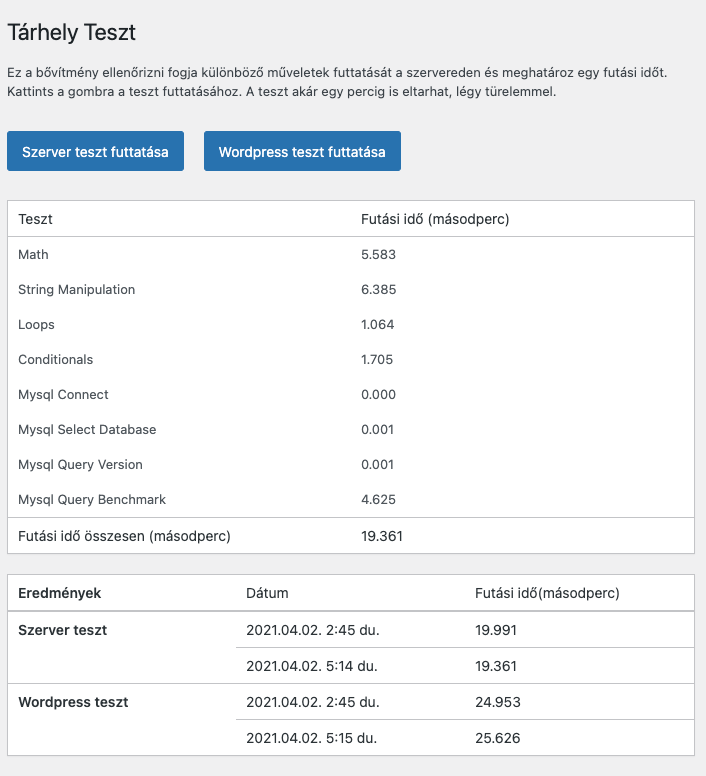 Tárhely Teszt
Ez a bővítmény ellenőrizni fogja különböző műveletek futtatását a szervereden és meghatároz egy futási időt.
Kattints a gombra a teszt futtatásához. A teszt akár egy percig is eltarhat, légy türelemmel.
Szerver teszt futtatása Wordpress teszt futtatása
Teszt Futási idő (másodperc)
Math 5.583
String Manipulation 6.385
Loops 1.064
Conditionals 1.705
Mysql Connect 0.000
Mysql Select Database 0.001
Mysql Query Version 0.001
Mysql Query Benchmark 4.625
Futási idő összesen (másodperc) 19.361
Eredmények Dátum Futási idő(másodperc)
Szerver teszt 2021.04.02. 2:45 du. 19.991
2021.04.02. 5:14 du. 19.361
Wordpress teszt 2021.04.02. 2:45 du. 24.953
2021.04.02. 5:15 du. 25.626